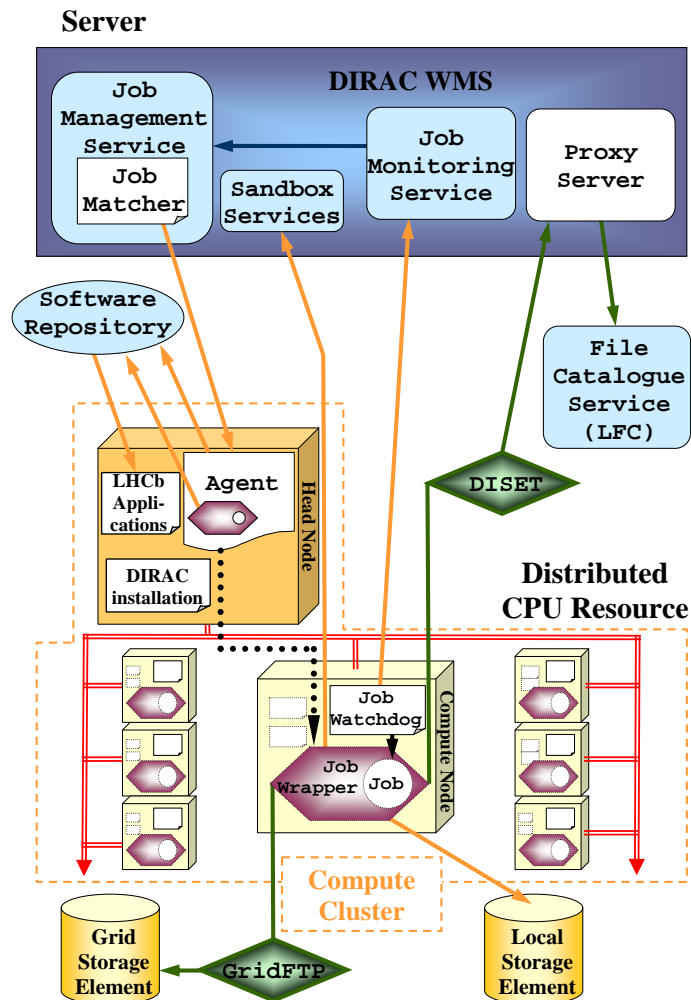 Server
DIRAC WMS
Job
Management
Service
Job
Matcher
Sandbox
Services
Job
Monitoring
Service
Proxy
Server
Software
Repository
File
Catalogue
Service
(LFC)
LHCb
Appli-
cations
Agent
Head Node
DISET
DIRAC
installation
Distributed
CPU Resource
Job
Watchdog
Compute Node
Job
Wrapper
Job
Compute
Cluster
Grid
Storage
Element
GridFTP
Local
Storage
Element